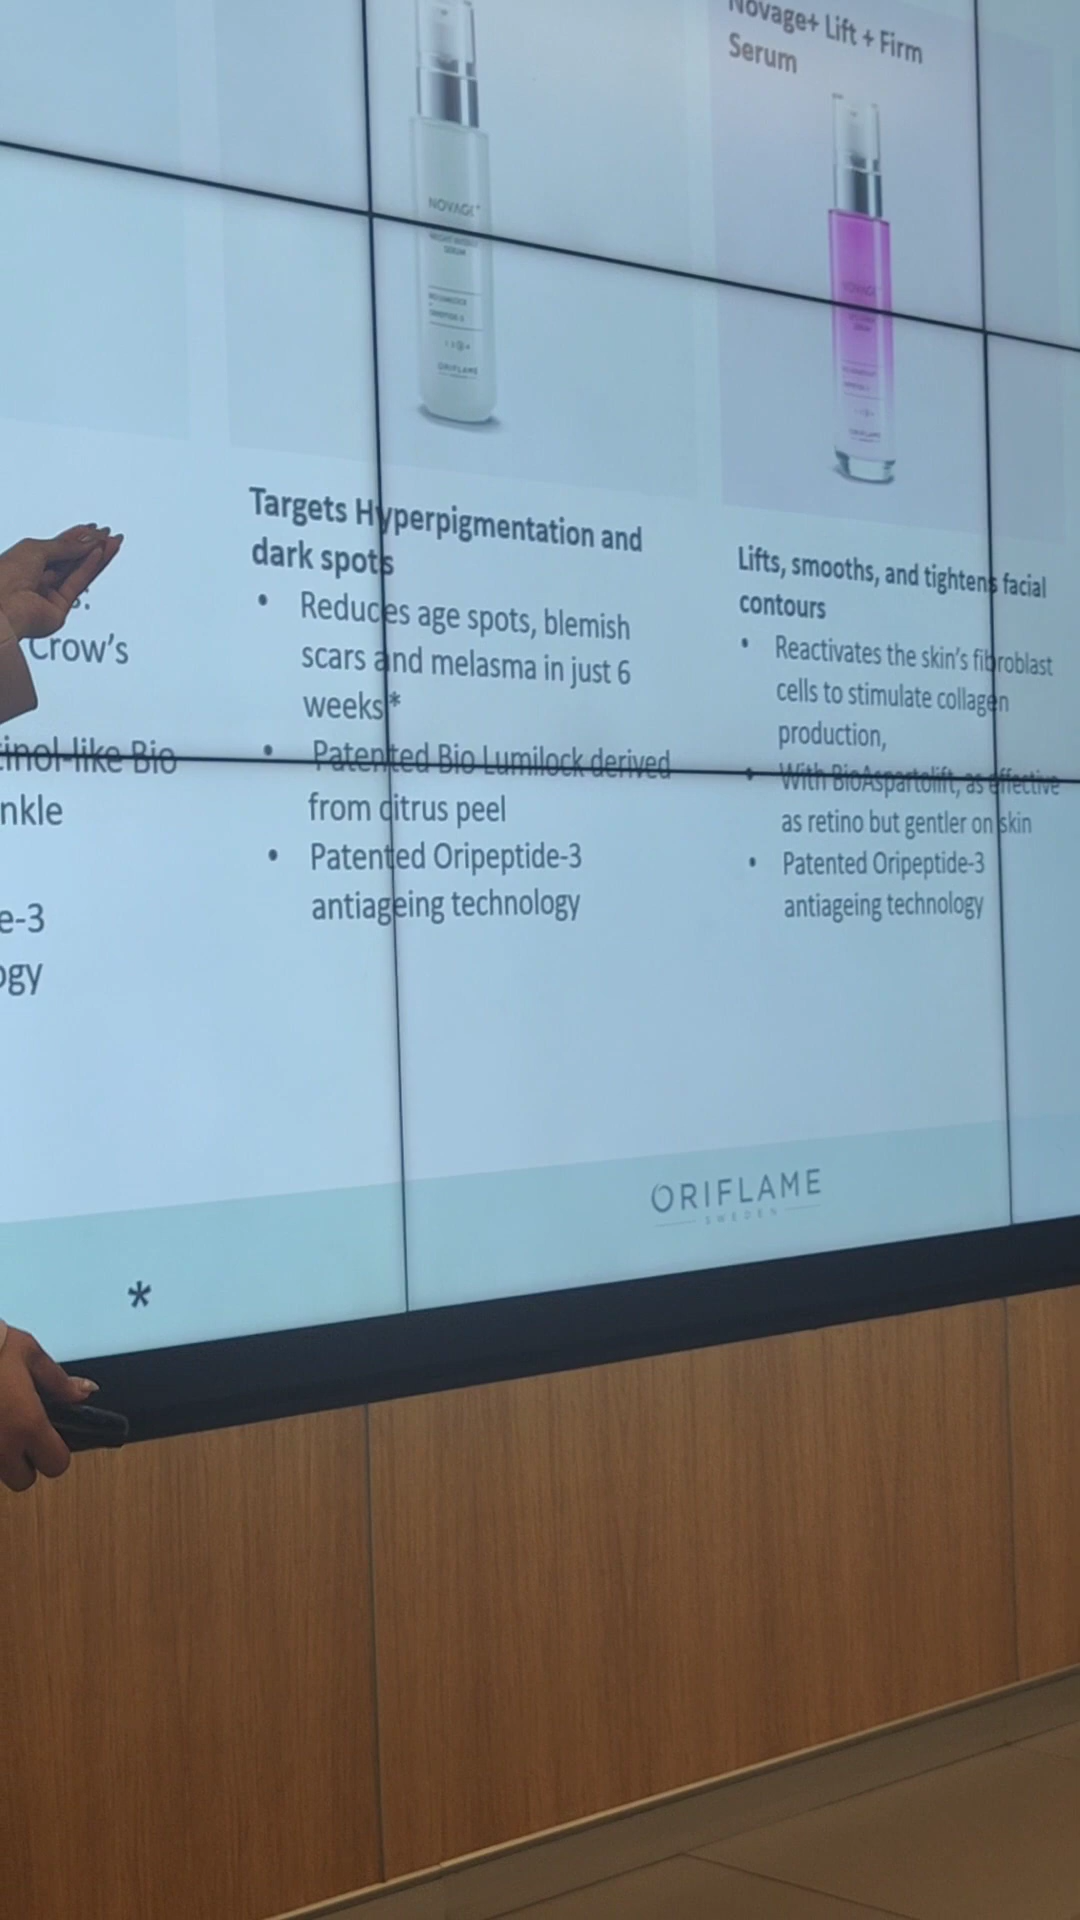 Novage+ Lift + Firm
Serum
NOVAGE+
SERUM
ORIFLAME
s:
Crow's
inol-like Bio
nkle
e-3
ogy
Targets Hyperpigmentation and
dark spots
• Reduces age spots, blemish
scars and melasma in just 6
weeks*
• Patented Bio Lumilock derived
from citrus peel
• Patented Oripeptide-3
antiageing technology
Lifts, smooths, and tightens facial
contours
• Reactivates the skin's fibroblast
cells to stimulate collagen
production,
• With BioAspartolift, as effective
as retino but gentler on skin
• Patented Oripeptide-3
antiageing technology
ORIFLAME
SWEDEN
*